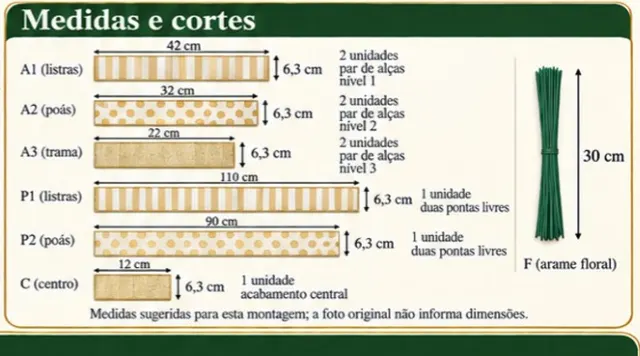 Medidas e cortes
42 cm
A1 (listras)
6,3 cm
2 unidades
par de alças
nível 1
32 cm
A2 (poás)
6,3 cm
2 unidades
par de alças
nível 2
22 cm
A3 (trama)
6,3 cm
2 unidades
par de alças
nível 3
110 cm
P1 (listras)
6,3 cm
1 unidade
duas pontas livres
90 cm
P2 (poás)
6,3 cm
1 unidade
duas pontas livres
12 cm
C (centro)
6,3 cm
1 unidade
acabamento central
30 cm
F (arame floral)
Medidas sugeridas para esta montagem; a foto original não informa dimensões.